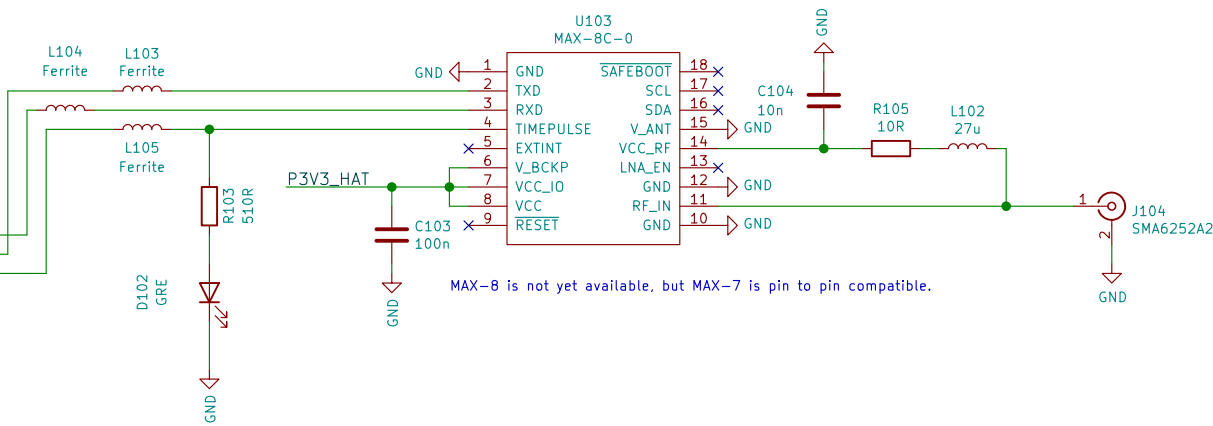 U103
MAX-8C-0
GND
L104
Ferrite
L103
Ferrite
L105
Ferrite
GND
1 GND
2 TXD
3 RXD
4 TIMEPULSE
5 EXTINT
6 V_BCKP
7 VCC_IO
8 VCC
9 RESET
SAFEBOOT 18
SCL 17
SDA 16
V_ANT 15 GND
VCC_RF 14
LNA_EN 13
GND 12 GND
RF_IN 11
GND 10 GND
C104
10n
R105
10R
L102
27u
P3V3_HAT
R103
510R
C103
100n
GND
D102
GRE
GND
1
2
J104
SMA6252A2
GND
MAX-8 is not yet available, but MAX-7 is pin to pin compatible.